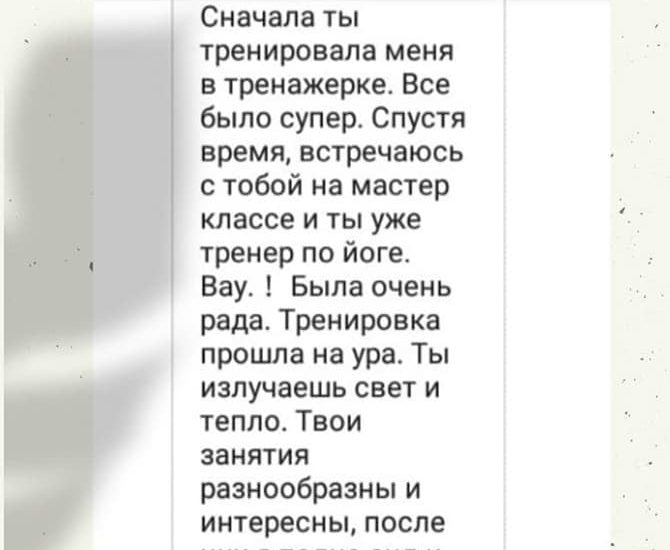 Сначала ты
тренировала меня
в тренажерке. Все
было супер. Спустя
время, встречаюсь
с тобой на мастер
классе и ты уже
тренер по йоге.
Вау. ! Была очень
рада. Тренировка
прошла на ура. Ты
излучаешь свет и
тепло. Твои
занятия
разнообразны и
интересны, после